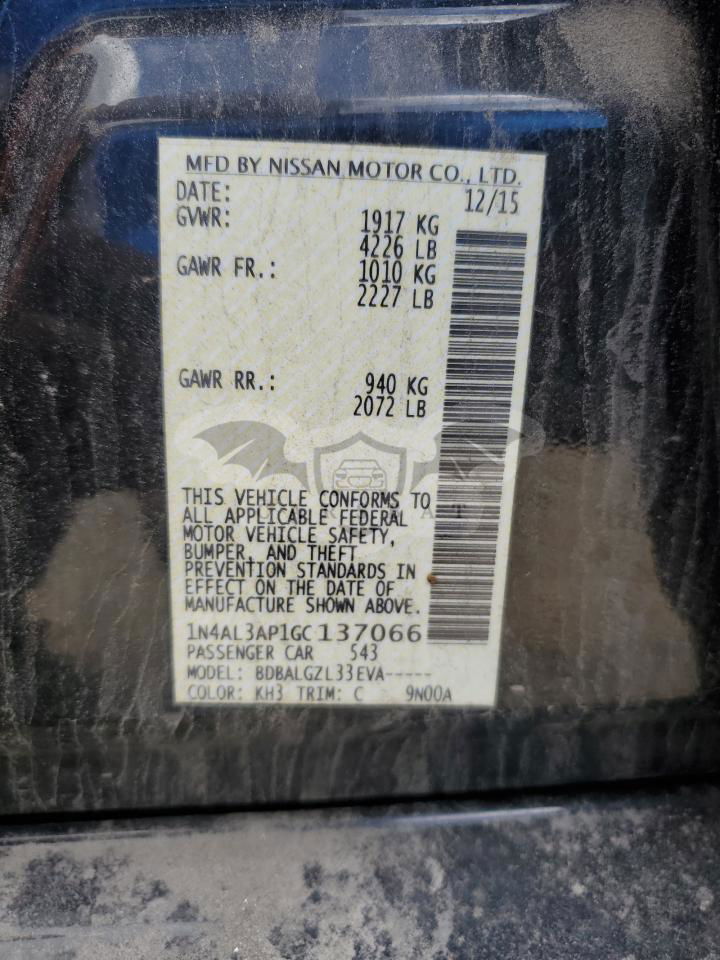 MFD BY NISSAN MOTOR CO., LTD.
DATE: 12/15
GVWR: 1917 KG
4226 LB
GAWR FR.: 1010 KG
2227 LB
GAWR RR.: 940 KG
2072 LB
THIS VEHICLE CONFORMS TO
ALL APPLICABLE FEDERAL
MOTOR VEHICLE SAFETY,
BUMPER, AND THEFT
PREVENTION STANDARDS IN
EFFECT ON THE DATE OF
MANUFACTURE SHOWN ABOVE.
1N4AL3AP1GC137066
PASSENGER CAR 543
MODEL: BDBALGZL33EVA-----
COLOR: KH3 TRIM: C 9N00A